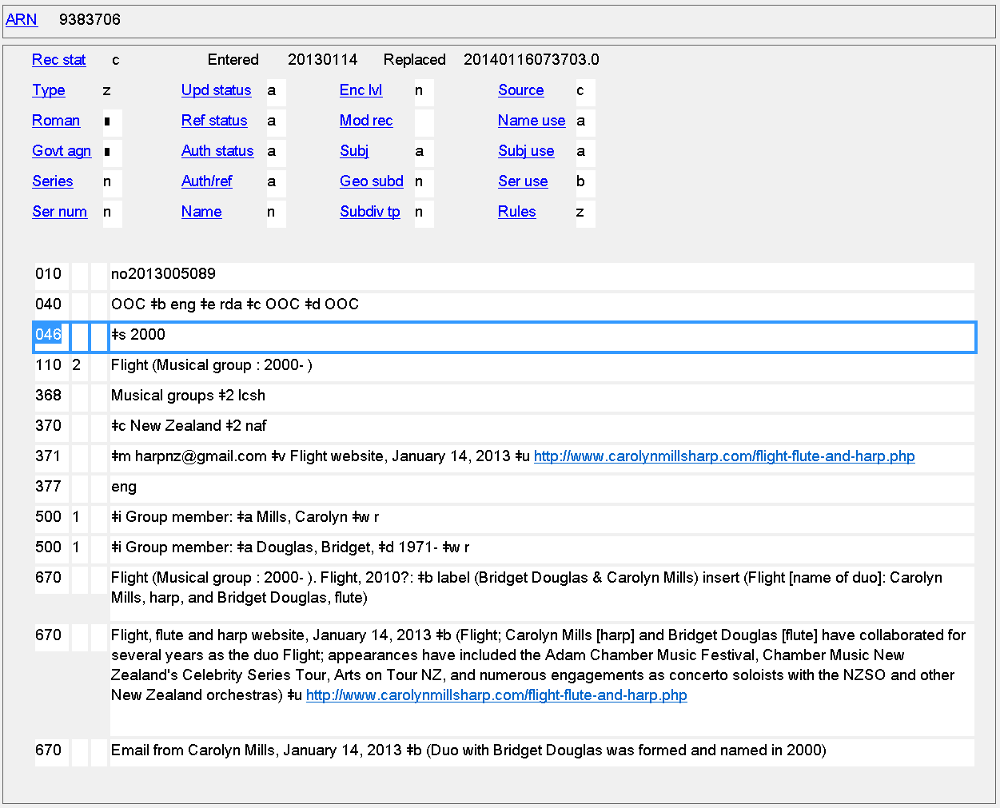 ARN 9383706
Rec stat c Entered 20130114 Replaced 20140116073703.0
Type z Upd status a Enc lvl n Source c
Roman ∎ Ref status a Mod rec Name use a
Govt agn ∎ Auth status a Subj a Subj use a
Series n Auth/ref a Geo subd n Ser use b
Ser num n Name n Subdiv tp n Rules z
010 no2013005089
040 OOC ǂb eng ǂe rda ǂc OOC ǂd OOC
046 ǂs 2000
110 2 Flight (Musical group : 2000- )
368 Musical groups ǂ2 lcsh
370 ǂc New Zealand ǂ2 naf
371 ǂm harpnz@gmail.com ǂv Flight website, January 14, 2013 ǂu http://www.carolynmillsharp.com/flight-flute-and-harp.php
377 eng
500 1 ǂi Group member: ǂa Mills, Carolyn ǂw r
500 1 ǂi Group member: ǂa Douglas, Bridget, ǂd 1971- ǂw r
670 Flight (Musical group : 2000- ). Flight, 2010?: ǂb label (Bridget Douglas & Carolyn Mills) insert (Flight [name of duo]: Carolyn
Mills, harp, and Bridget Douglas, flute)
670 Flight, flute and harp website, January 14, 2013 ǂb (Flight; Carolyn Mills [harp] and Bridget Douglas [flute] have collaborated for
several years as the duo Flight; appearances have included the Adam Chamber Music Festival, Chamber Music New
Zealand's Celebrity Series Tour, Arts on Tour NZ, and numerous engagements as concerto soloists with the NZSO and other
New Zealand orchestras) ǂu http://www.carolynmillsharp.com/flight-flute-and-harp.php
670 Email from Carolyn Mills, January 14, 2013 ǂb (Duo with Bridget Douglas was formed and named in 2000)